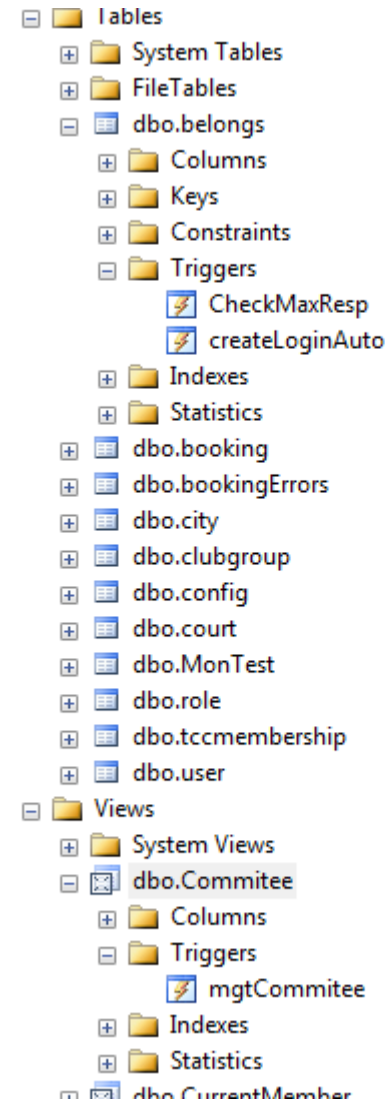 Tables
System Tables
FileTables
dbo.belongs
Columns
Keys
Constraints
Triggers
CheckMaxResp
createLoginAuto
Indexes
Statistics
dbo.booking
dbo.bookingErrors
dbo.city
dbo.clubgroup
dbo.config
dbo.court
dbo.MonTest
dbo.role
dbo.tccmembership
dbo.user
Views
System Views
dbo.Commitee
Columns
Triggers
mgtCommitee
Indexes
Statistics
dbo.CurrentMember